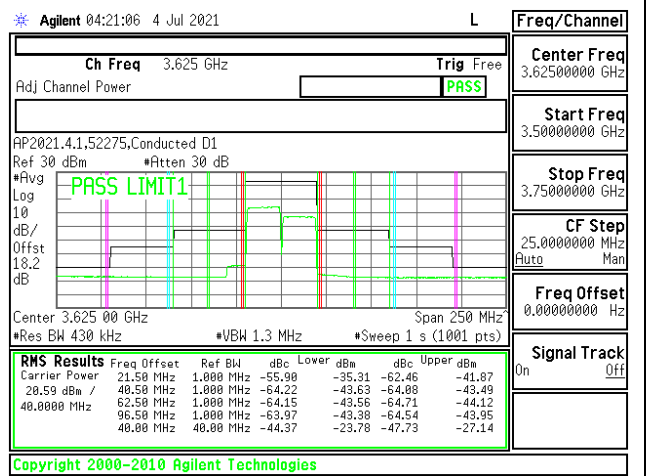 Agilent 04:21:06 4 Jul 2021 L
Freq/Channel
Ch Freq 3.625 GHz Trig Free
Adj Channel Power PASS
Center Freq
3.62500000 GHz
Start Freq
3.50000000 GHz
Stop Freq
3.75000000 GHz
CF Step
25.0000000 MHz
Auto Man
Freq Offset
0.00000000 Hz
Signal Track
On Off
AP2021.4.1,52275,Conducted D1
Ref 30 dBm #Atten 30 dB
#Avg
Log
10
dB/
Offst
18.2
dB
PASS LIMIT1
Center 3.625 00 GHz Span 250 MHz
#Res BW 430 kHz #VBW 1.3 MHz #Sweep 1 s (1001 pts)
RMS Results Freq Offset Ref BW dBc Lower dBm dBc Upper dBm
Carrier Power 21.50 MHz 1.000 MHz -55.90 -35.31 -62.46 -41.87
20.59 dBm / 40.50 MHz 1.000 MHz -64.22 -43.63 -64.08 -43.49
40.0000 MHz 62.50 MHz 1.000 MHz -64.15 -43.56 -64.71 -44.12
96.50 MHz 1.000 MHz -63.97 -43.38 -64.54 -43.95
40.00 MHz 40.00 MHz -44.37 -23.78 -47.73 -27.14
Copyright 2000-2010 Agilent Technologies